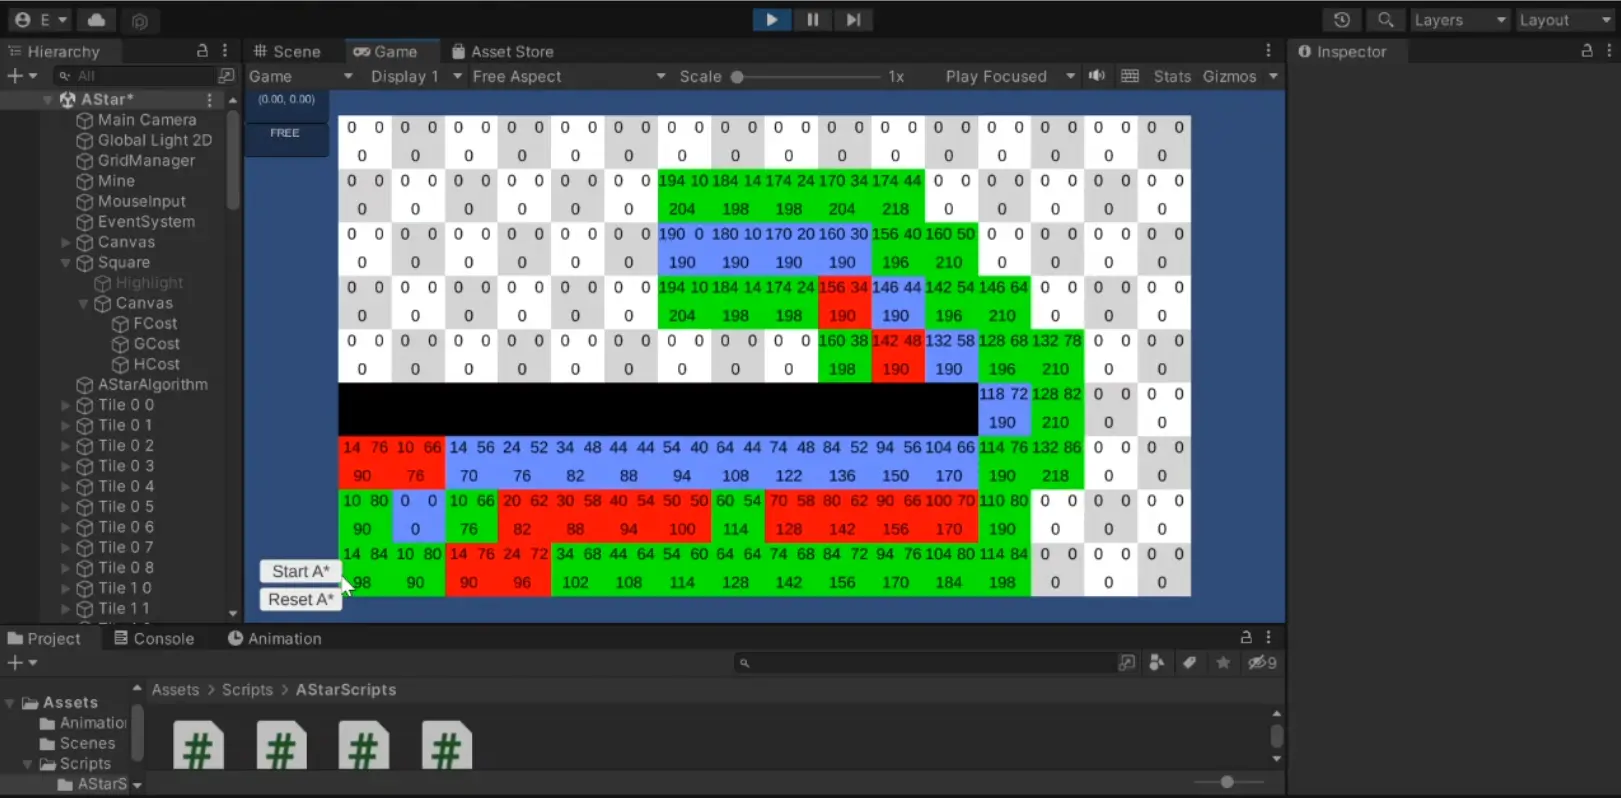 E
Layers
Layout
Hierarchy
Scene
Game
Asset Store
Inspector
All
Game
Display 1
Free Aspect
Scale
1x
Play Focused
Stats
Gizmos
AStar*
Main Camera
Global Light 2D
GridManager
Mine
MouseInput
EventSystem
Canvas
Square
Highlight
Canvas
FCost
GCost
HCost
AStarAlgorithm
Tile 0 0
Tile 0 1
Tile 0 2
Tile 0 3
Tile 0 4
Tile 0 5
Tile 0 6
Tile 0 7
Tile 0 8
Tile 1 0
Tile 1 1
(0.00, 0.00)
FREE
0 0 0 0 0 0 0 0 0 0 0 0 0 0 0 0 0 0 0 0 0 0 0 0 0 0 0 0 0 0 0 0
0 0 0 0 0 0 0 0 0 0 0 0 0 0 0 0
0 0 0 0 0 0 0 0 0 0 0 0 194 10 184 14 174 24 170 34 174 44 0 0 0 0 0 0 0 0 0 0
0 0 0 0 0 0 204 198 198 204 218 0 0 0 0 0
0 0 0 0 0 0 0 0 0 0 0 0 190 0 180 10 170 20 160 30 156 40 160 50 0 0 0 0 0 0 0 0
0 0 0 0 0 0 190 190 190 190 196 210 0 0 0 0
0 0 0 0 0 0 0 0 0 0 0 0 194 10 184 14 174 24 156 34 146 44 142 54 146 64 0 0 0 0 0 0
0 0 0 0 0 0 204 198 198 190 190 196 210 0 0 0
0 0 0 0 0 0 0 0 0 0 0 0 0 0 0 0 0 0 160 38 142 48 132 58 128 68 132 78 0 0 0 0
0 0 0 0 0 0 0 0 0 198 190 190 196 210 0 0
118 72 128 82 0 0 0 0
190 210 0 0
14 76 10 66 14 56 24 52 34 48 44 44 54 40 64 44 74 48 84 52 94 56 104 66 114 76 132 86 0 0 0 0
90 76 70 76 82 88 94 108 122 136 150 170 190 218 0 0
10 80 0 0 10 66 20 62 30 58 40 54 50 50 60 54 70 58 80 62 90 66 100 70 110 80 0 0 0 0 0 0
90 0 76 82 88 94 100 114 128 142 156 170 190 0 0 0
14 84 10 80 14 76 24 72 34 68 44 64 54 60 64 64 74 68 84 72 94 76 104 80 114 84 0 0 0 0 0 0
98 90 90 96 102 108 114 128 142 156 170 184 198 0 0 0
Start A*
Reset A*
Project
Console
Animation
9
Assets > Scripts > AStarScripts
Assets
Animatio
Scenes
Scripts
AStarS
#
#
#
#